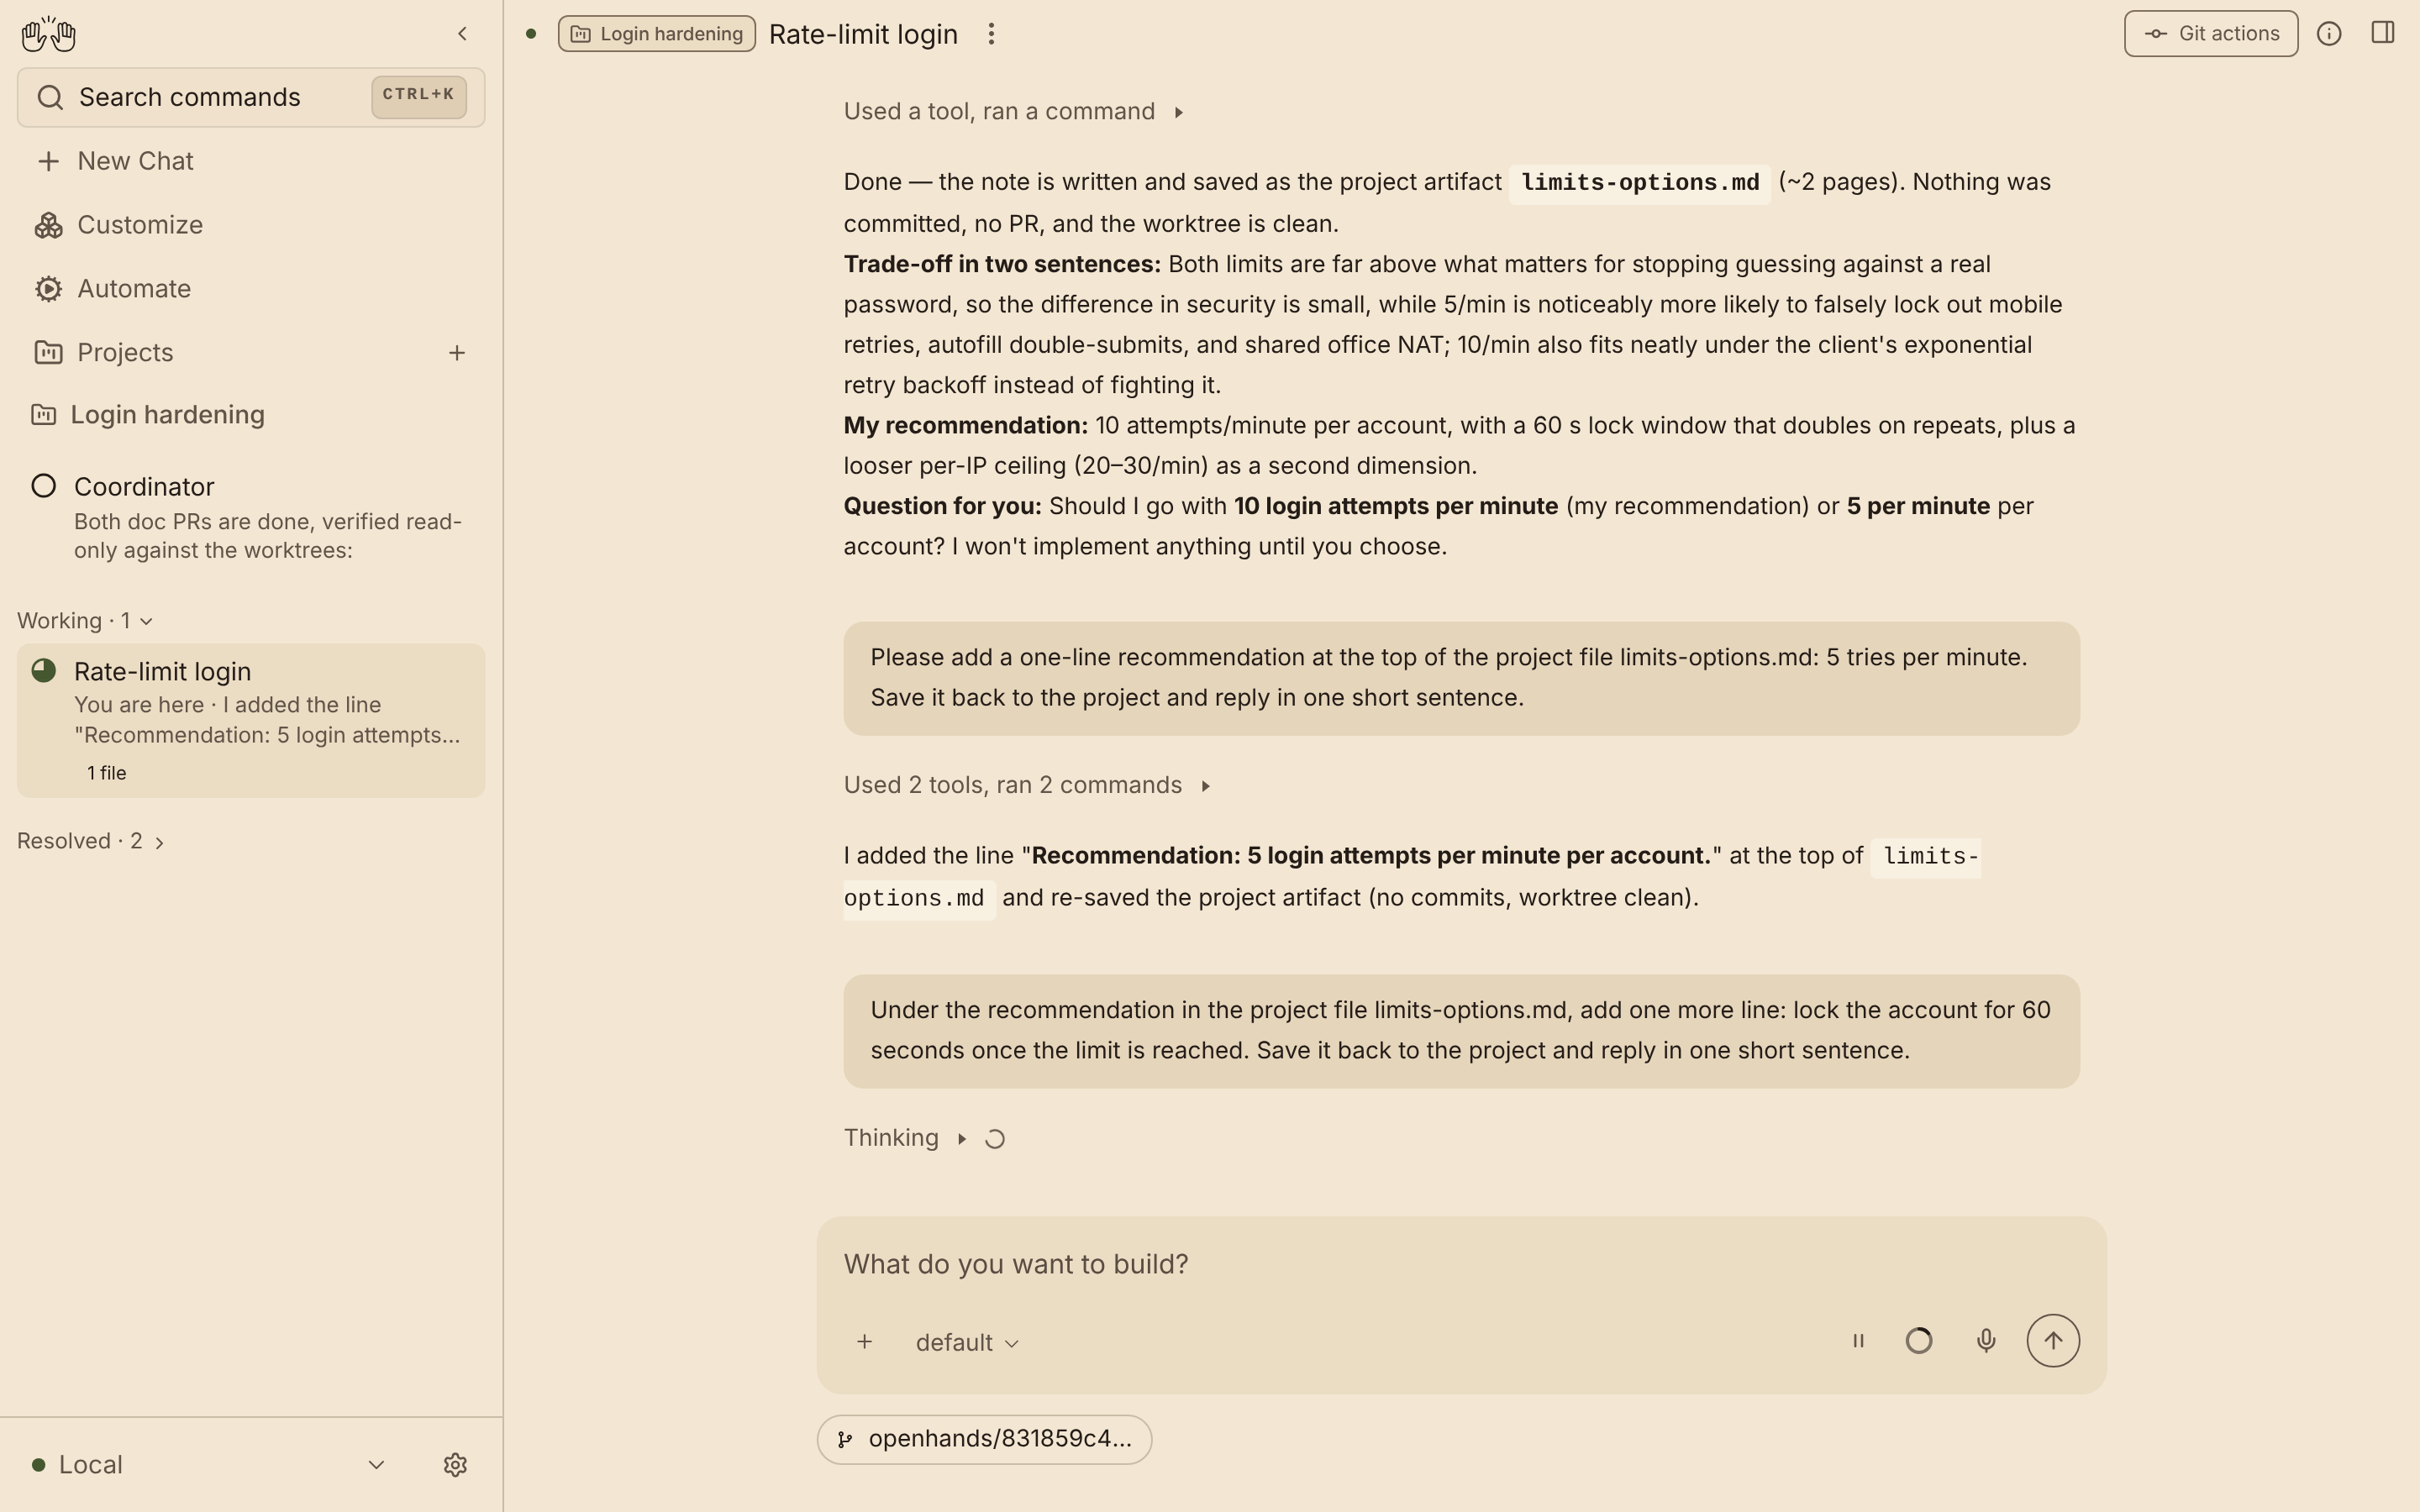 Search commands CTRL+K
New Chat
Customize
Automate
Projects
Login hardening
Coordinator
Both doc PRs are done, verified read-
only against the worktrees:
Working · 1
Rate-limit login
You are here · I added the line
"Recommendation: 5 login attempts...
1 file
Resolved · 2
Local
Login hardening Rate-limit login
Git actions
Used a tool, ran a command
Done — the note is written and saved as the project artifact limits-options.md (~2 pages). Nothing was
committed, no PR, and the worktree is clean.
Trade-off in two sentences: Both limits are far above what matters for stopping guessing against a real
password, so the difference in security is small, while 5/min is noticeably more likely to falsely lock out mobile
retries, autofill double-submits, and shared office NAT; 10/min also fits neatly under the client's exponential
retry backoff instead of fighting it.
My recommendation: 10 attempts/minute per account, with a 60 s lock window that doubles on repeats, plus a
looser per-IP ceiling (20–30/min) as a second dimension.
Question for you: Should I go with 10 login attempts per minute (my recommendation) or 5 per minute per
account? I won't implement anything until you choose.
Please add a one-line recommendation at the top of the project file limits-options.md: 5 tries per minute.
Save it back to the project and reply in one short sentence.
Used 2 tools, ran 2 commands
I added the line "Recommendation: 5 login attempts per minute per account." at the top of limits-
options.md and re-saved the project artifact (no commits, worktree clean).
Under the recommendation in the project file limits-options.md, add one more line: lock the account for 60
seconds once the limit is reached. Save it back to the project and reply in one short sentence.
Thinking
What do you want to build?
default
openhands/831859c4...